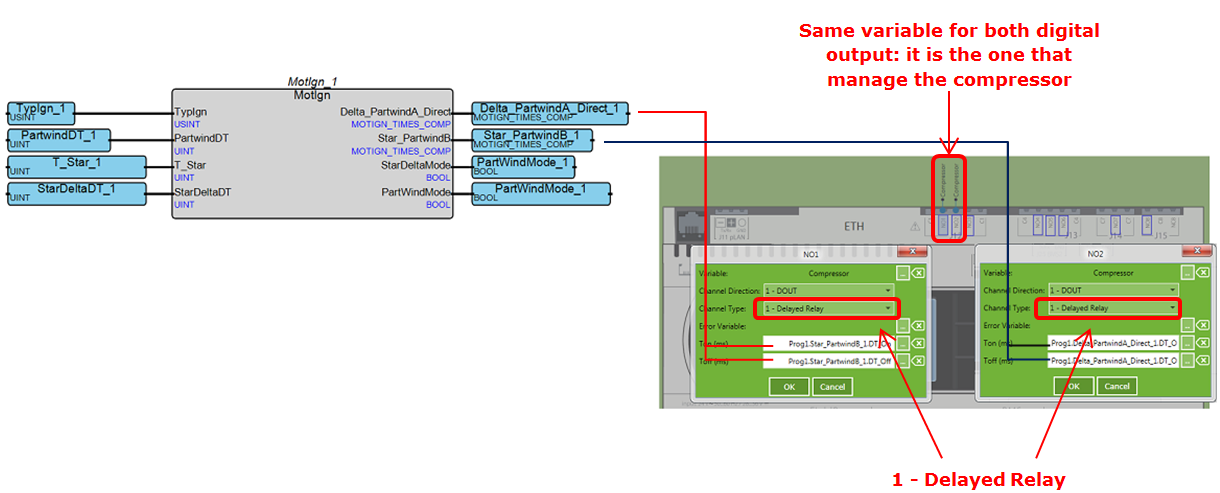 Same variable for both digital
output: it is the one that
manage the compressor
MotIgn_1
MotIgn
TypIgn_1
USINT
PartwindDT_1
UINT
T_Star_1
UINT
StarDeltaDT_1
UINT
TypIgn
USINT
PartwindDT
UINT
T_Star
UINT
StarDeltaDT
UINT
Delta_PartwindA_Direct
MOTIGN_TIMES_COMP
Star_PartwindB
MOTIGN_TIMES_COMP
StarDeltaMode
BOOL
PartWindMode
BOOL
Delta_PartwindA_Direct_1
MOTIGN_TIMES_COMP
Star_PartwindB_1
MOTIGN_TIMES_COMP
PartWindMode_1
BOOL
PartWindMode_1
BOOL
Compressor
Compressor
J11 pLAN
ETH
J12
J13
J14
J15
NO1
Variable: Compressor ...
Channel Direction: 1 - DOUT
Channel Type: 1 - Delayed Relay
Error Variable: ...
Ton (ms) Prog1.Star_PartwindB_1.DT_On ...
Ton (ms) Prog1.Star_PartwindB_1.DT_Off ...
OK Cancel
NO2
Variable: Compressor ...
Channel Direction: 1 - DOUT
Channel Type: 1 - Delayed Relay
Error Variable: ...
Ton (ms) Prog1.Delta_PartwindA_Direct_1.DT_O ...
Toff (ms) Prog1.Delta_PartwindA_Direct_1.DT_O ...
OK Cancel
1 - Delayed Relay